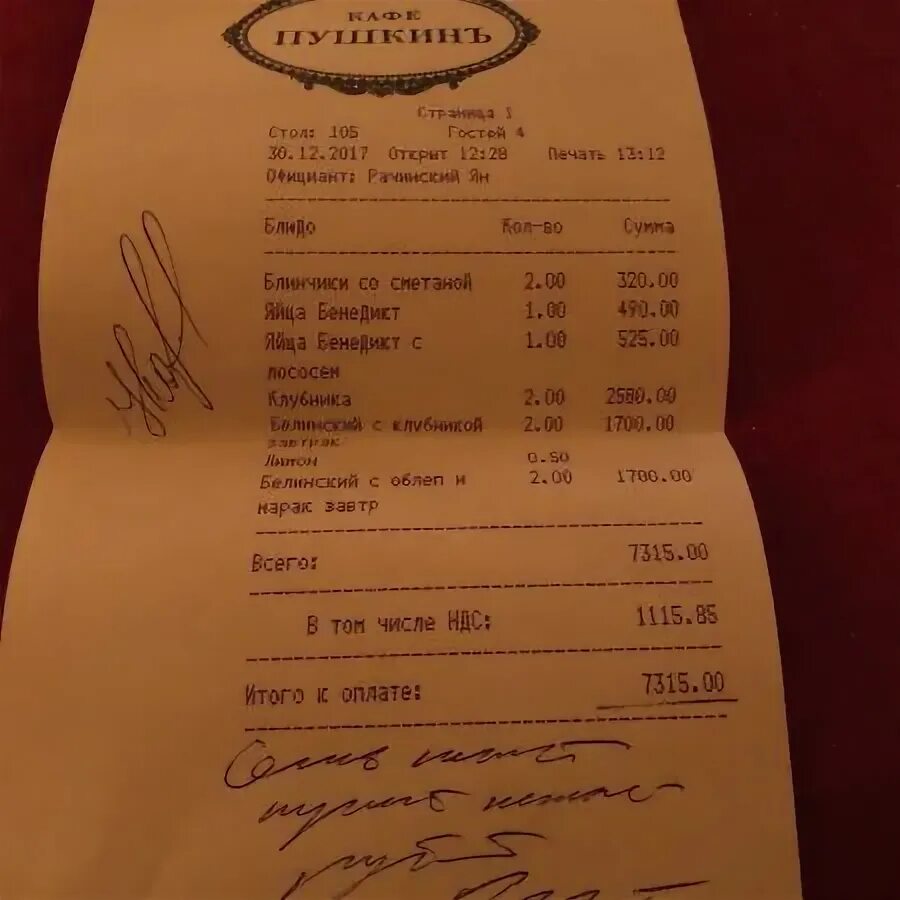 КАФЕ
ПУШКИНЪ
Страница 1
Стол: 105 Гостей 4
30.12.2017 Открыт 12:28 Печать 13:12
Официант: Рачинский Ян
Блюдо Кол-во Сумма
Блинчики со сметаной 2.00 320.00
Яйца Бенедикт 1.00 490.00
Яйца Бенедикт с 1.00 525.00
лососем
Клубника 2.00 2580.00
Белинский с клубникой 2.00 1700.00
завтрак
Лимон 0.50
Белинский с облеп и 2.00 1700.00
марак завтр
Всего: 7315.00
В том числе НДС: 1115.85
Итого к оплате: 7315.00